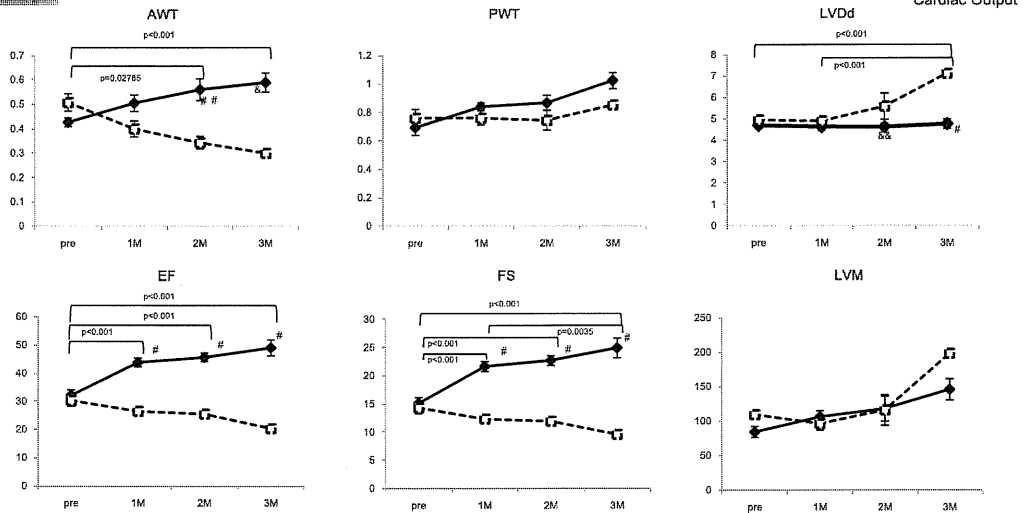 Cardiac Output
AWT
p<0.001
p=0.02785
0.7
0.6
0.5
0.4
0.3
0.2
0.1
0
# #
&
pre 1M 2M 3M
PWT
1.2
1
0.8
0.6
0.4
0.2
0
pre 1M 2M 3M
LVDd
p<0.001
p<0.001
8
7
6
5
4
3
2
1
0
&&
#
pre 1M 2M 3M
EF
p<0.001
p<0.001
p<0.001
60
50
40
30
20
10
0
# # #
pre 1M 2M 3M
FS
p<0.001
p=0.0035
p<0.001
p<0.001
30
25
20
15
10
5
0
# # #
pre 1M 2M 3M
LVM
250
200
150
100
50
0
pre 1M 2M 3M